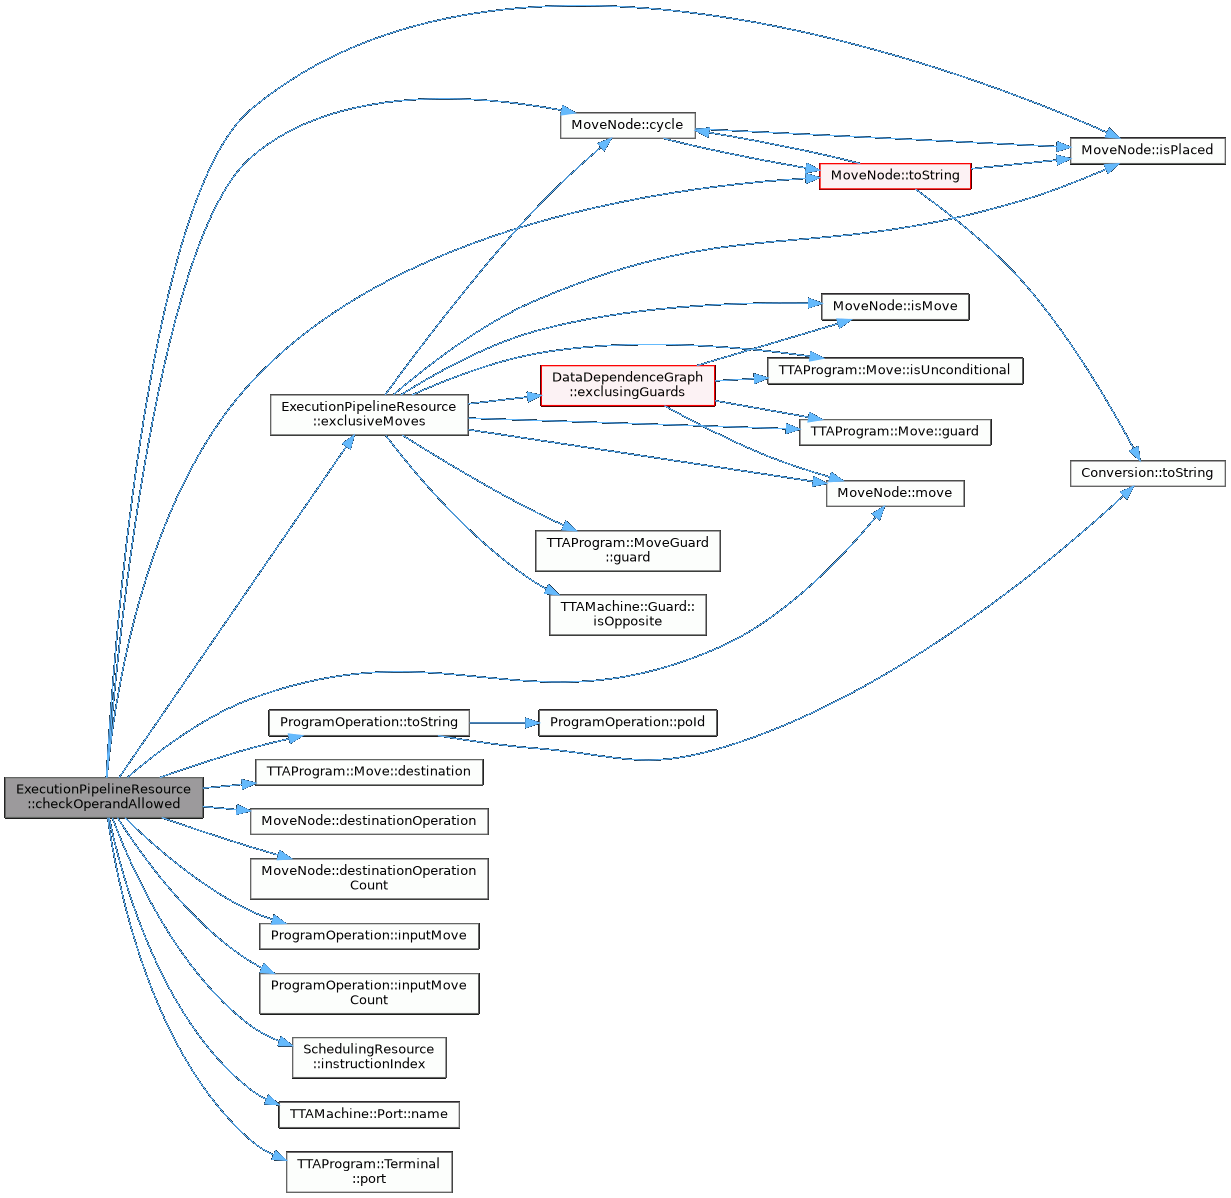 MoveNode::cycle
MoveNode::isPlaced
MoveNode::toString
MoveNode::isMove
TTAProgram::Move::isUnconditional
DataDependenceGraph
::exclusingGuards
ExecutionPipelineResource
::exclusiveMoves
TTAProgram::Move::guard
Conversion::toString
MoveNode::move
TTAProgram::MoveGuard
::guard
TTAMachine::Guard::
isOpposite
ProgramOperation::toString
ProgramOperation::poId
TTAProgram::Move::destination
ExecutionPipelineResource
::checkOperandAllowed
MoveNode::destinationOperation
MoveNode::destinationOperation
Count
ProgramOperation::inputMove
ProgramOperation::inputMove
Count
SchedulingResource
::instructionIndex
TTAMachine::Port::name
TTAProgram::Terminal
::port